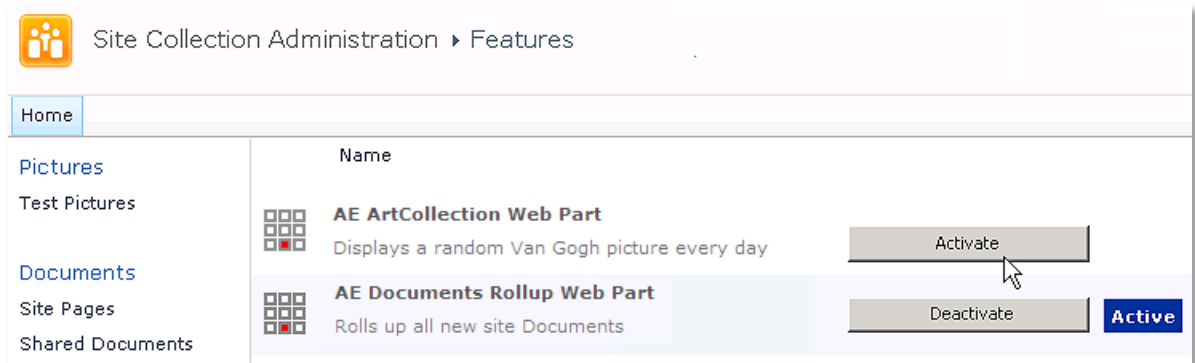 Site Collection Administration ▸ Features
Home
Pictures
Test Pictures
Documents
Site Pages
Shared Documents
Name
AE ArtCollection Web Part
Displays a random Van Gogh picture every day
Activate
AE Documents Rollup Web Part
Rolls up all new site Documents
Deactivate
Active